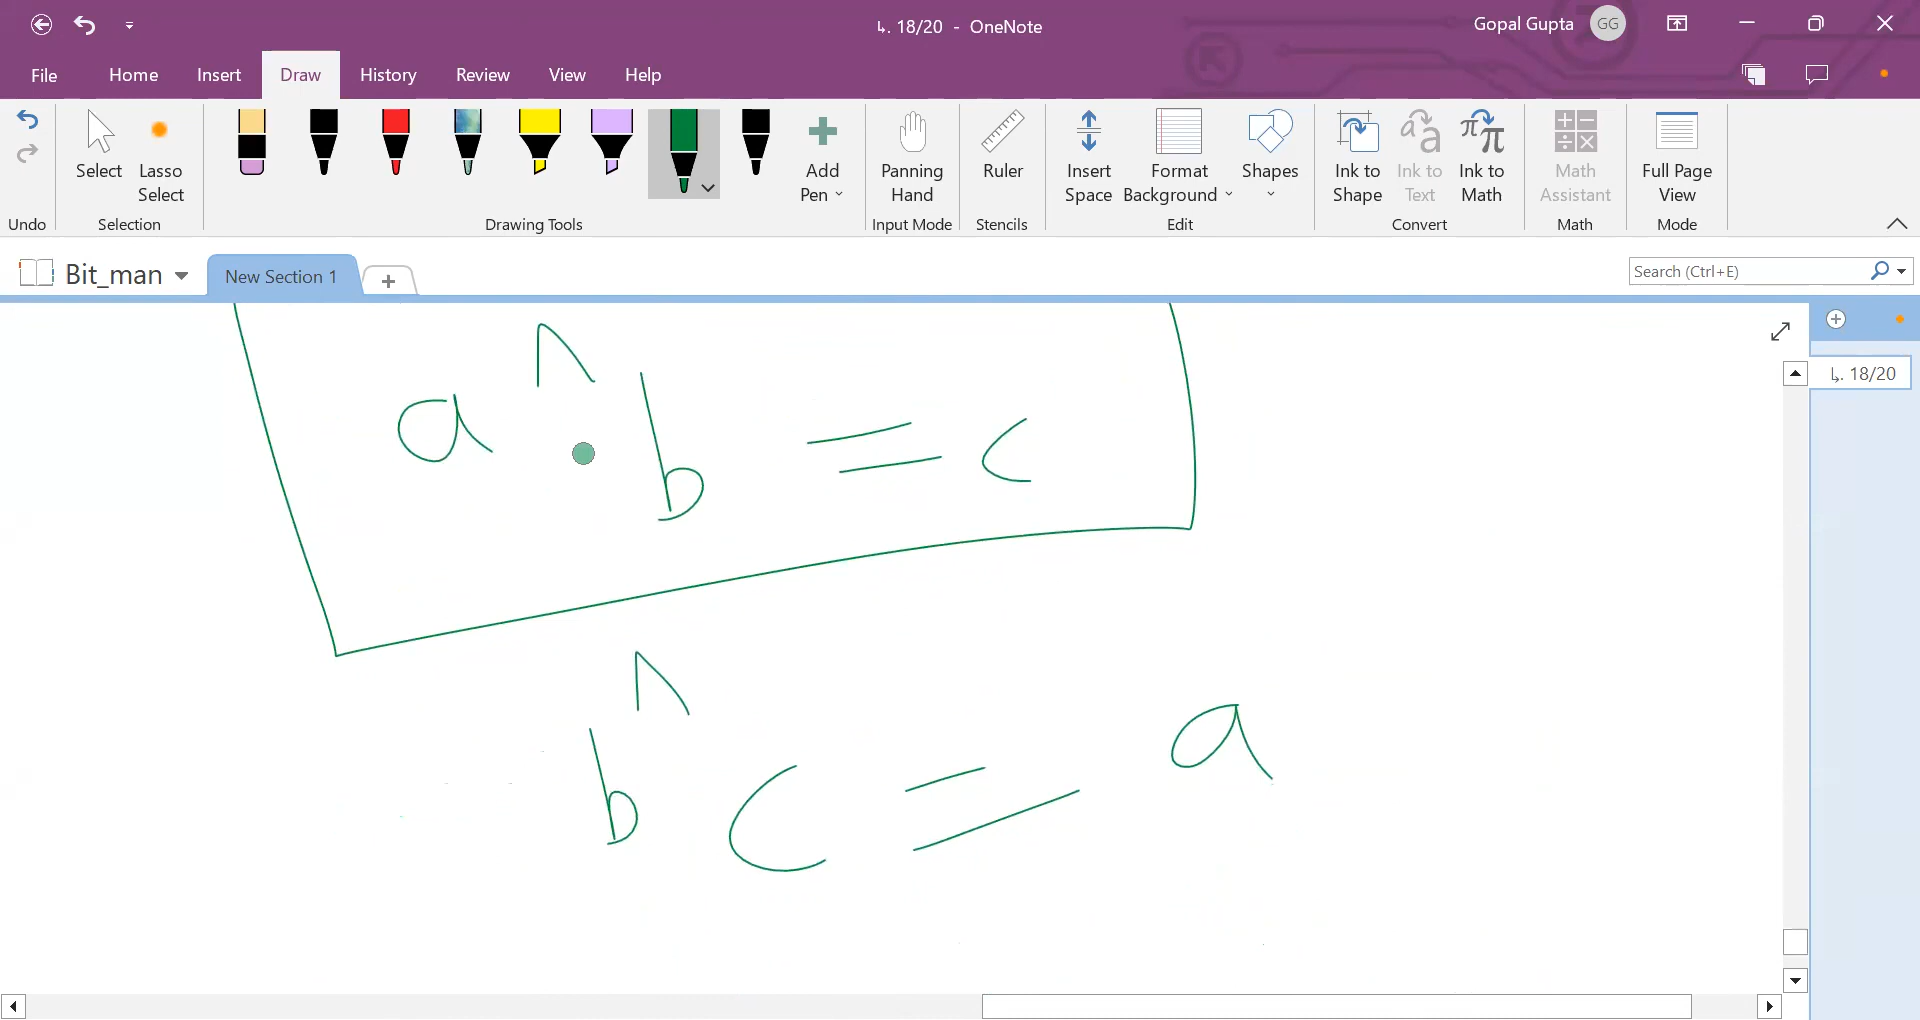 ↳. 18/20 - OneNote
Gopal Gupta GG
File Home Insert Draw History Review View Help
Select
Lasso Select
Add Pen
Panning Hand
Ruler
Insert Space
Format Background
Shapes
Ink to Shape
Ink to Text
Ink to Math
Math Assistant
Full Page View
Undo Selection Drawing Tools Input Mode Stencils Edit Convert Math Mode
Bit_man New Section 1 +
Search (Ctrl+E)
↳. 18/20
a ^ b = c
b ^ c = a